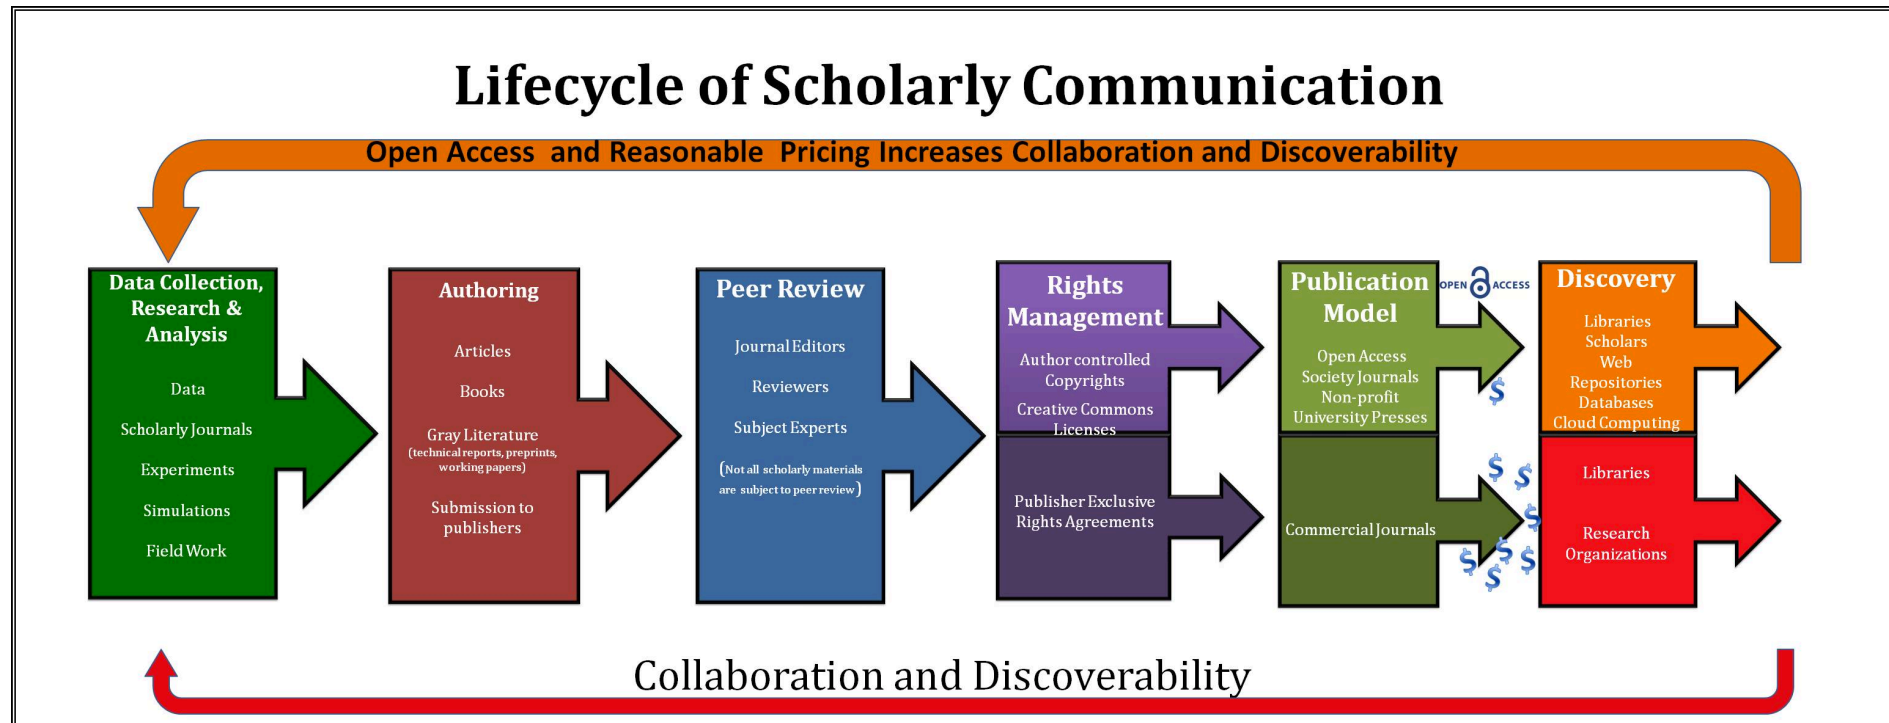 Lifecycle of Scholarly Communication
Open Access and Reasonable Pricing Increases Collaboration and Discoverability
Data Collection,
Research &
Analysis
Data
Scholarly Journals
Experiments
Simulations
Field Work
Authoring
Articles
Books
Gray Literature
(technical reports, preprints,
working papers)
Submission to
publishers
Peer Review
Journal Editors
Reviewers
Subject Experts
(Not all scholarly materials
are subject to peer review)
Rights
Management
Author controlled
Copyrights
Creative Commons
Licenses
Publisher Exclusive
Rights Agreements
Publication
Model
Open Access
Society Journals
Non-profit
University Presses
Commercial Journals
OPEN ACCESS
$
$ $
$
$ $ $
$
Discovery
Libraries
Scholars
Web
Repositories
Databases
Cloud Computing
Libraries
Research
Organizations
Collaboration and Discoverability